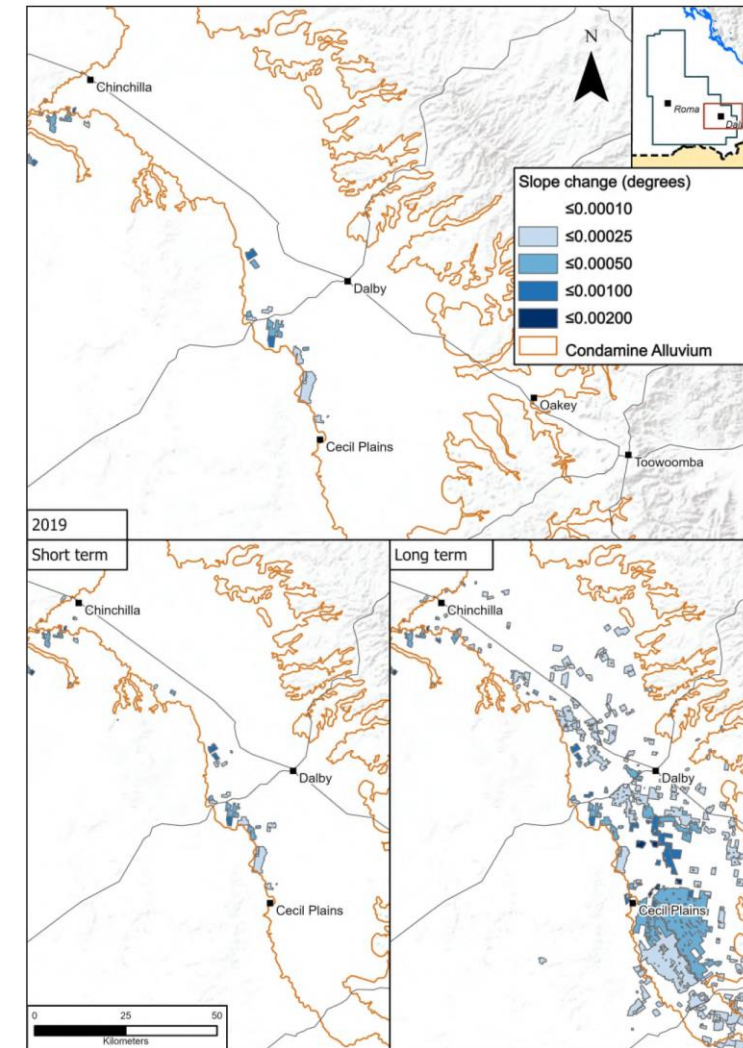 Chinchilla
N
Roma
Slope change (degrees)
≤0.00010
≤0.00025
≤0.00050
≤0.00100
≤0.00200
Condamine Alluvium
Dalby
Oakey
Cecil Plains
Toowoomba
2019
Short term
Chinchilla
Dalby
Cecil Plains
0 25 50
Kilometers
Long term
Chinchilla
Dalby
Cecil Plains